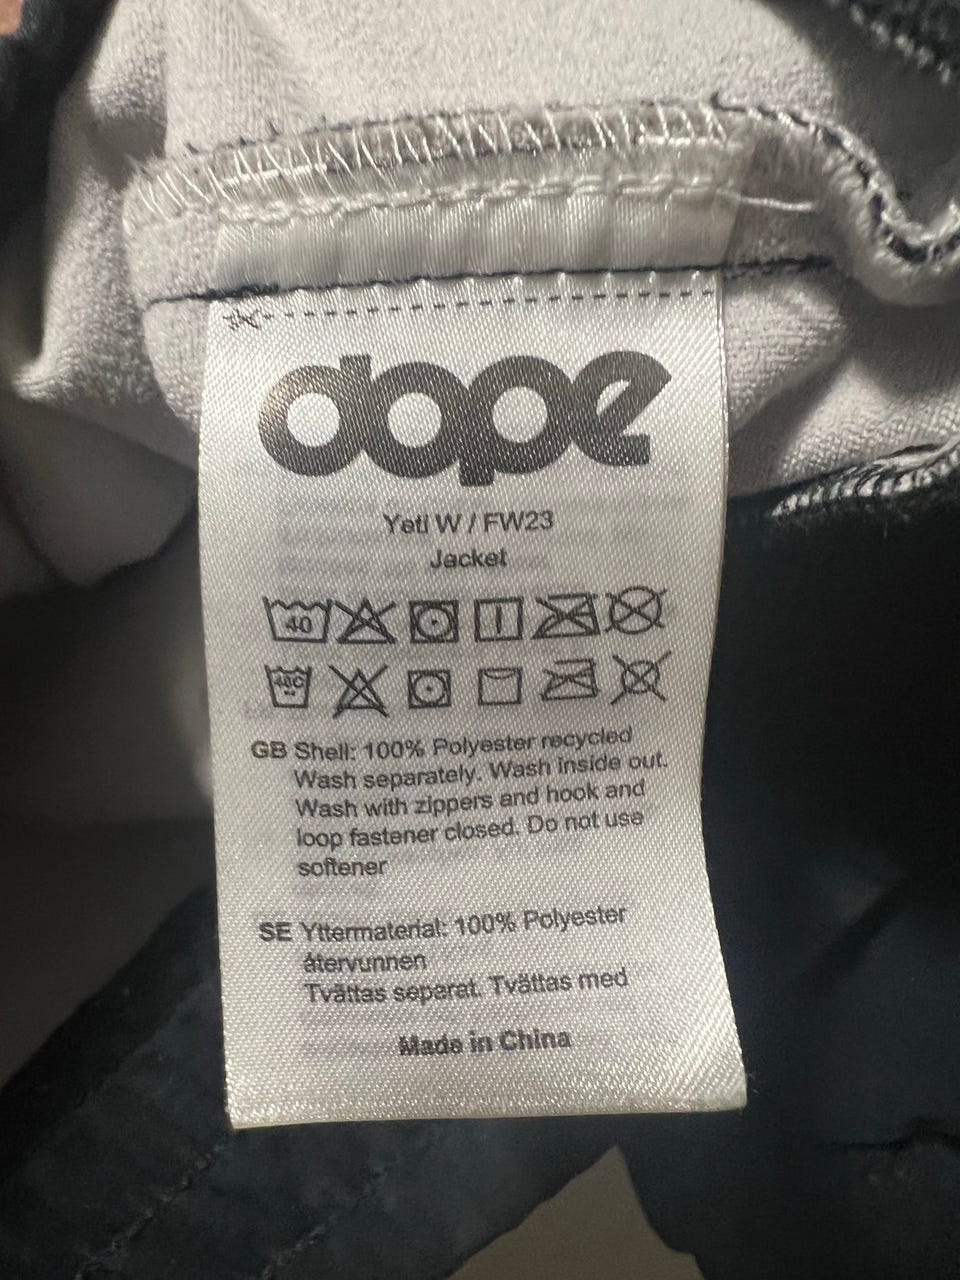 dope
Yeti W / FW23
Jacket
40
40C
GB Shell: 100% Polyester recycled
Wash separately. Wash inside out.
Wash with zippers and hook and
loop fastener closed. Do not use
softener
SE Yttermaterial: 100% Polyester
återvunnen
Tvättas separat. Tvättas med
Made in China